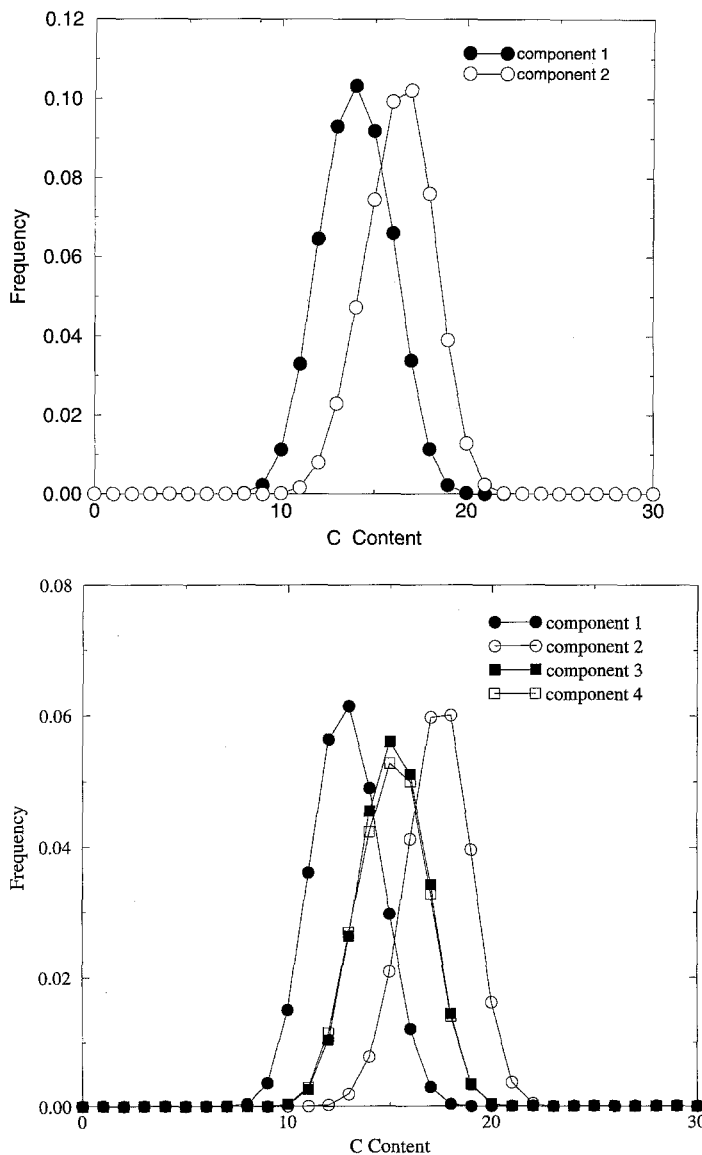 0.12
component 1
component 2
0.10
0.08
Frequency
0.06
0.04
0.02
0.00
0 10 20 30
C Content
0.08
component 1
component 2
component 3
component 4
0.06
Frequency
0.04
0.02
0.00
0 10 20 30
C Content